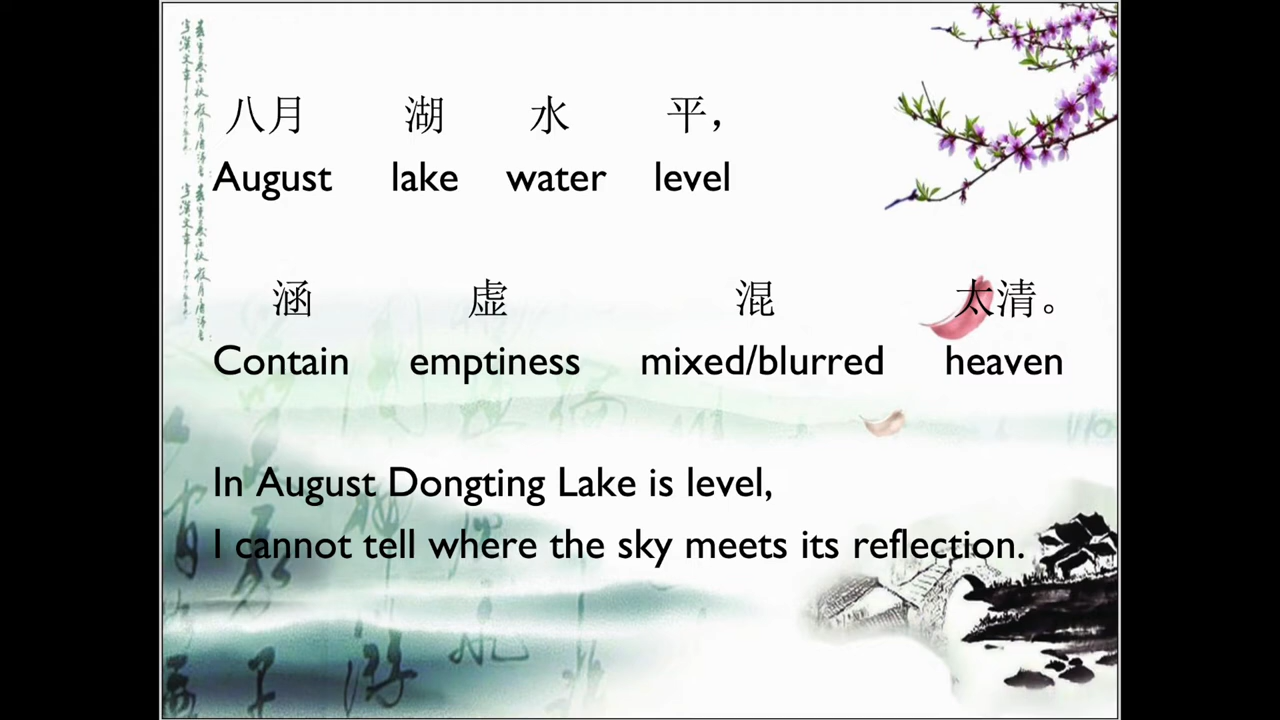 八月 湖 水 平，
August lake water level
涵 虚 混 太清。
Contain emptiness mixed/blurred heaven
In August Dongting Lake is level,
I cannot tell where the sky meets its reflection.